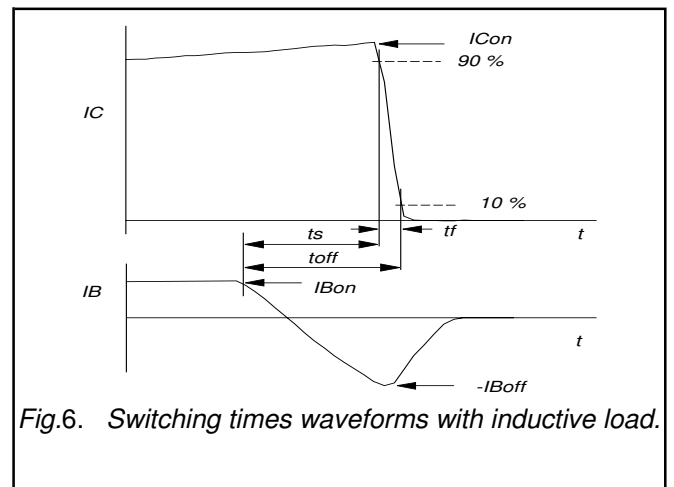 ICon
90 %
IC
10 %
ts
tf
t
toff
IB
IBon
t
-IBoff
Fig.6. Switching times waveforms with inductive load.